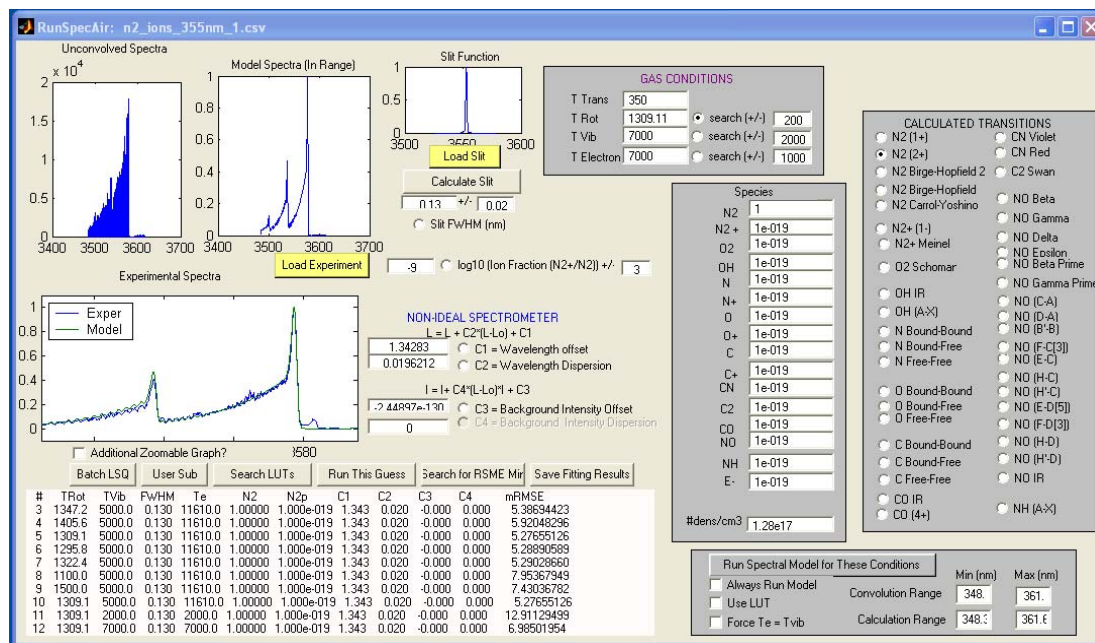 RunSpecAir: n2_ions_355nm_1.csv
Unconvolved Spectra
x 10^4
2
1.5
1
0.5
0
3400 3500 3600 3700
Model Spectra (In Range)
1
0.8
0.6
0.4
0.2
0
3400 3500 3600 3700
Slit Function
1
0.5
0
3500 3550 3600
Load Slit
Calculate Slit
0.13 +/- 0.02
Slit FWHM (nm)
Load Experiment
-9 log10 (Ion Fraction (N2+/N2)) +/- 3
Experimental Spectra
1
0.8
0.6
0.4
0.2
0
Exper
Model
3580
NON-IDEAL SPECTROMETER
L = L + C2*(L-Lo) + C1
1.34283 C1 = Wavelength offset
0.0196212 C2 = Wavelength Dispersion
I = I+ C4*(L-Lo)*I + C3
-2.44897e-130 C3 = Background Intensity Offset
0 C4 = Background Intensity Dispersion
Additional Zoomable Graph?
Batch LSQ User Sub Search LUTs Run This Guess Search for RSME Min Save Fitting Results
# TRot TVib FWHM Te N2 N2p C1 C2 C3 C4 mRMSE
3 1347.2 5000.0 0.130 11610.0 1.00000 1.000e-019 1.343 0.020 -0.000 0.000 5.38694423
4 1405.6 5000.0 0.130 11610.0 1.00000 1.000e-019 1.343 0.020 -0.000 0.000 5.92048296
5 1309.1 5000.0 0.130 11610.0 1.00000 1.000e-019 1.343 0.020 -0.000 0.000 5.27655126
6 1295.8 5000.0 0.130 11610.0 1.00000 1.000e-019 1.343 0.020 -0.000 0.000 5.28890589
7 1322.4 5000.0 0.130 11610.0 1.00000 1.000e-019 1.343 0.020 -0.000 0.000 5.29028660
8 1100.0 5000.0 0.130 11610.0 1.00000 1.000e-019 1.343 0.020 -0.000 0.000 7.95367949
9 1500.0 5000.0 0.130 11610.0 1.00000 1.000e-019 1.343 0.020 -0.000 0.000 7.43036782
10 1309.1 5000.0 0.130 11610.0 1.00000 1.000e-019 1.343 0.020 -0.000 0.000 5.27655126
11 1309.1 2000.0 0.130 2000.0 1.00000 1.000e-019 1.343 0.020 -0.000 0.000 12.91129499
12 1309.1 7000.0 0.130 7000.0 1.00000 1.000e-019 1.343 0.020 -0.000 0.000 6.98501954
GAS CONDITIONS
T Trans 350
T Rot 1309.11 search (+/-) 200
T Vib 7000 search (+/-) 2000
T Electron 7000 search (+/-) 1000
Species
N2 1
N2 + 1e-019
O2 1e-019
OH 1e-019
N 1e-019
N+ 1e-019
O 1e-019
O+ 1e-019
C 1e-019
C+ 1e-019
CN 1e-019
C2 1e-019
CO 1e-019
NO 1e-019
NH 1e-019
E- 1e-019
#dens/cm3 1.28e17
CALCULATED TRANSITIONS
N2 (1+)
N2 (2+)
N2 Birge-Hopfield 2
N2 Birge-Hopfield
N2 Carrol-Yoshino
N2+ (1-)
N2+ Meinel
O2 Schomar
OH IR
OH (A-X)
N Bound-Bound
N Bound-Free
N Free-Free
O Bound-Bound
O Bound-Free
O Free-Free
C Bound-Bound
C Bound-Free
C Free-Free
CO IR
CO (4+)
CN Violet
CN Red
C2 Swan
NO Beta
NO Gamma
NO Delta
NO Epsilon
NO Beta Prime
NO Gamma Prime
NO (C-A)
NO (D-A)
NO (B'-B)
NO (F-C[3])
NO (E-C)
NO (H-C)
NO (H'-C)
NO (E-D[5])
NO (F-D[3])
NO (H-D)
NO (H'-D)
NO IR
NH (A-X)
Run Spectral Model for These Conditions
Always Run Model
Use LUT
Force Te = Tvib
Min (nm) Max (nm)
Convolution Range 348. 361.
Calculation Range 348.3 361.6